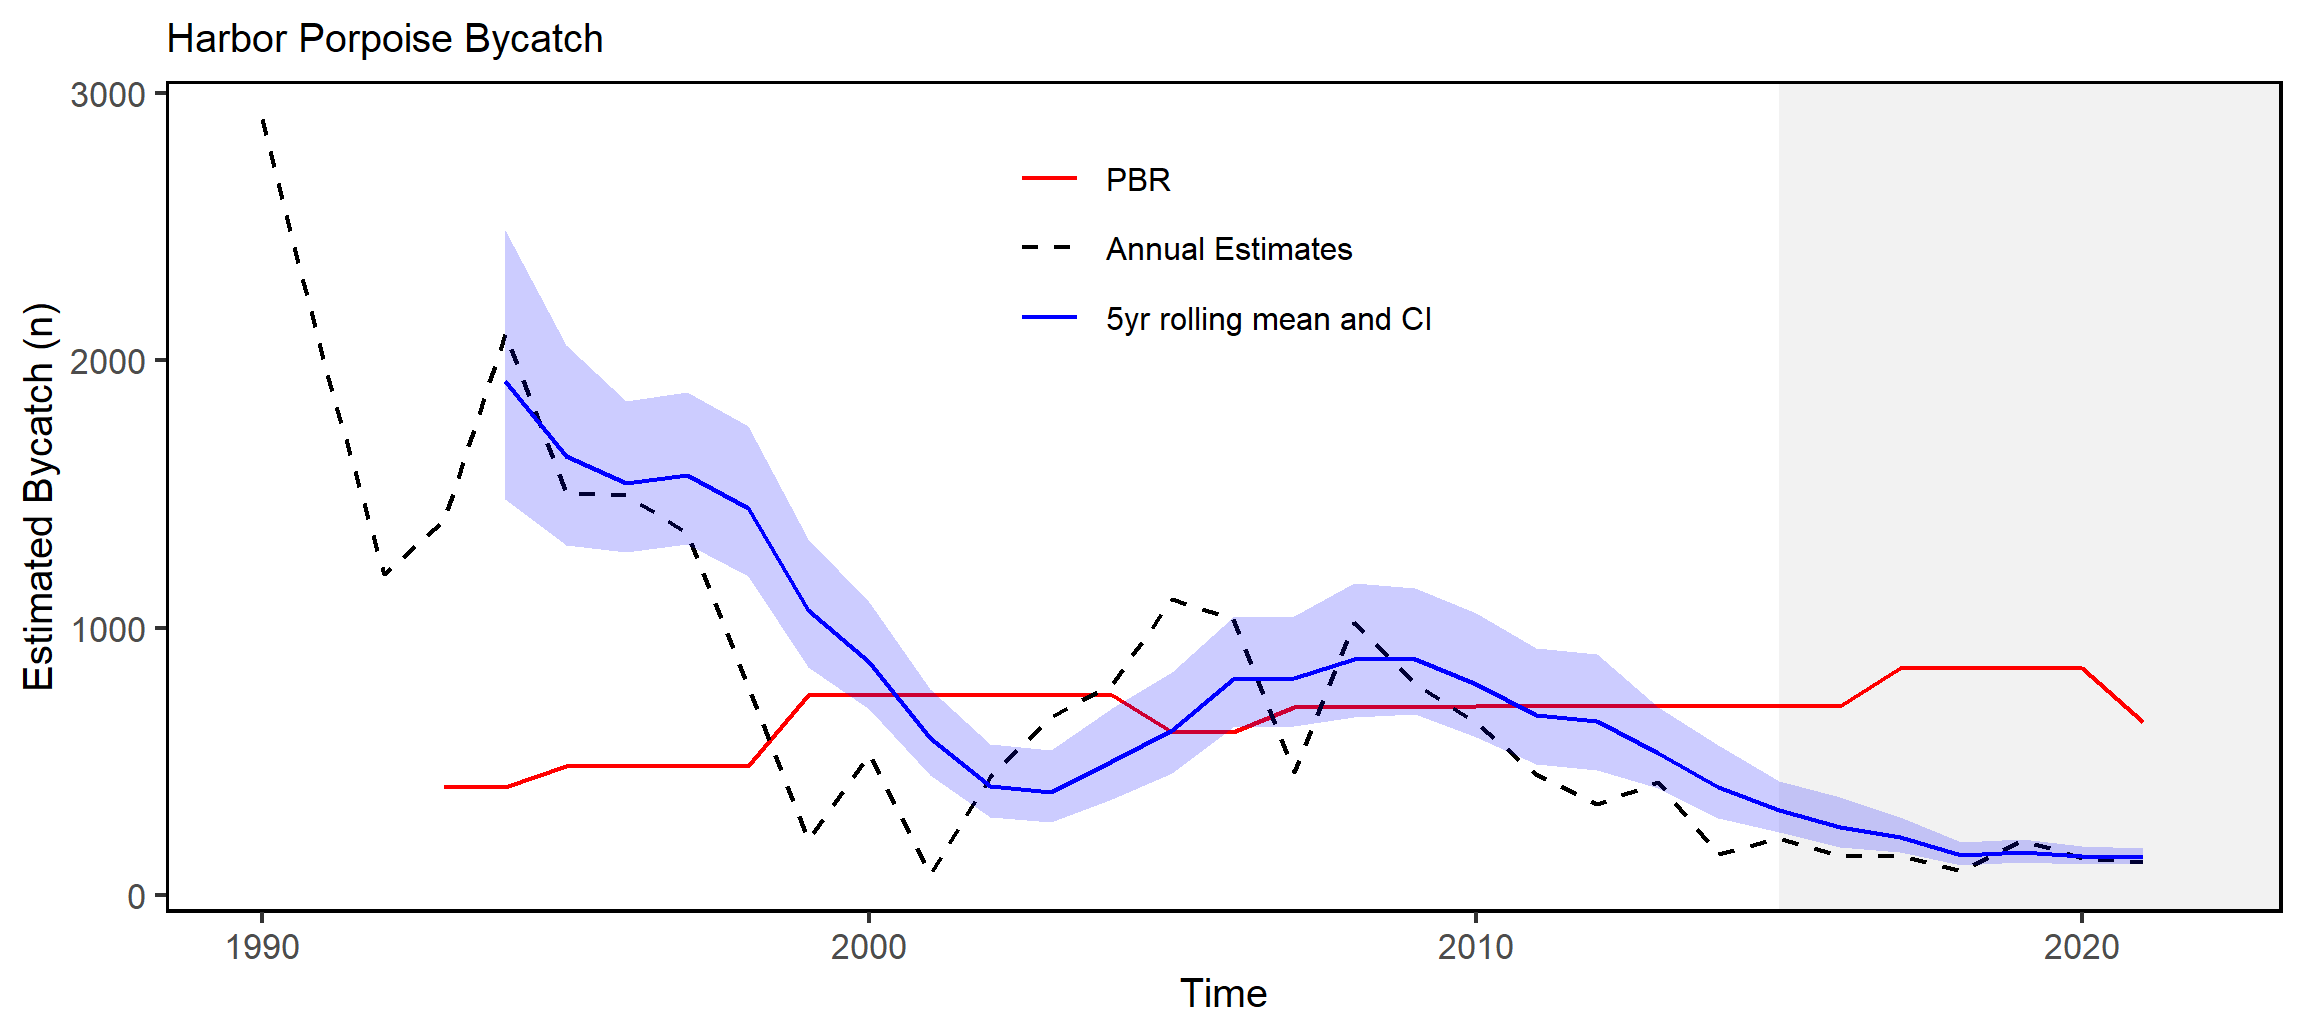 Harbor Porpoise Bycatch
3000
2000
1000
0
Estimated Bycatch (n)
PBR
Annual Estimates
5yr rolling mean and CI
1990
2000
2010
2020
Time